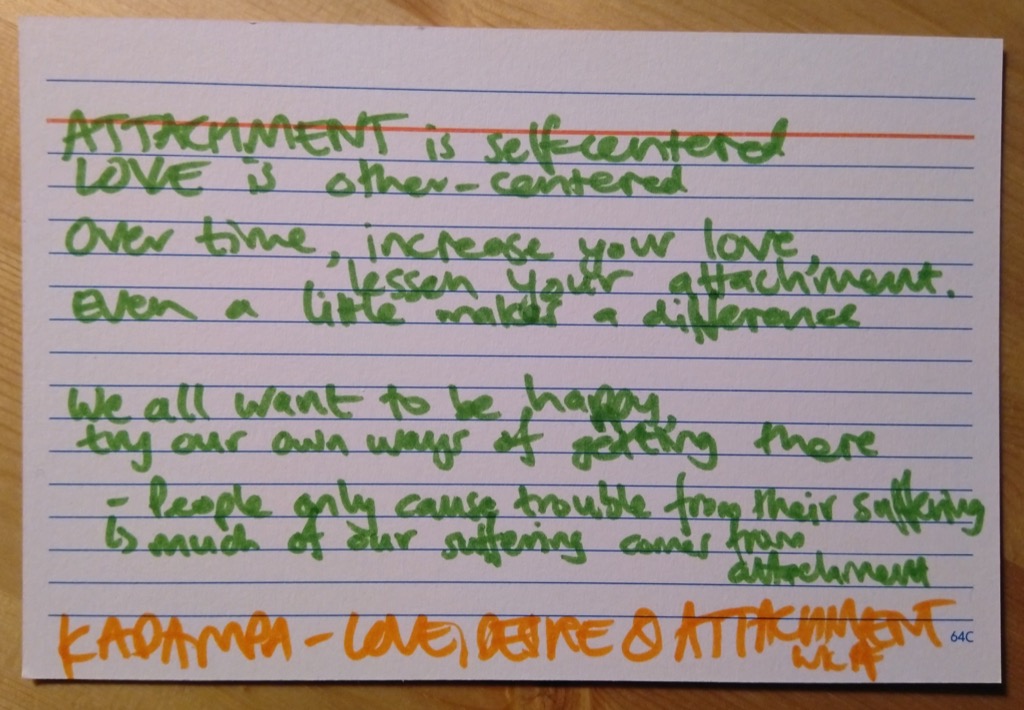 ATTACHMENT is self-centered
LOVE is other-centered
Over time, increase your love,
lessen your attachment.
Even a little makes a difference
We all want to be happy,
try our own ways of getting there
- People only cause trouble from their suffering
↳ much of our suffering comes from
attachment
KADAMPA - LOVE, DESIRE & ATTACHMENT
64C